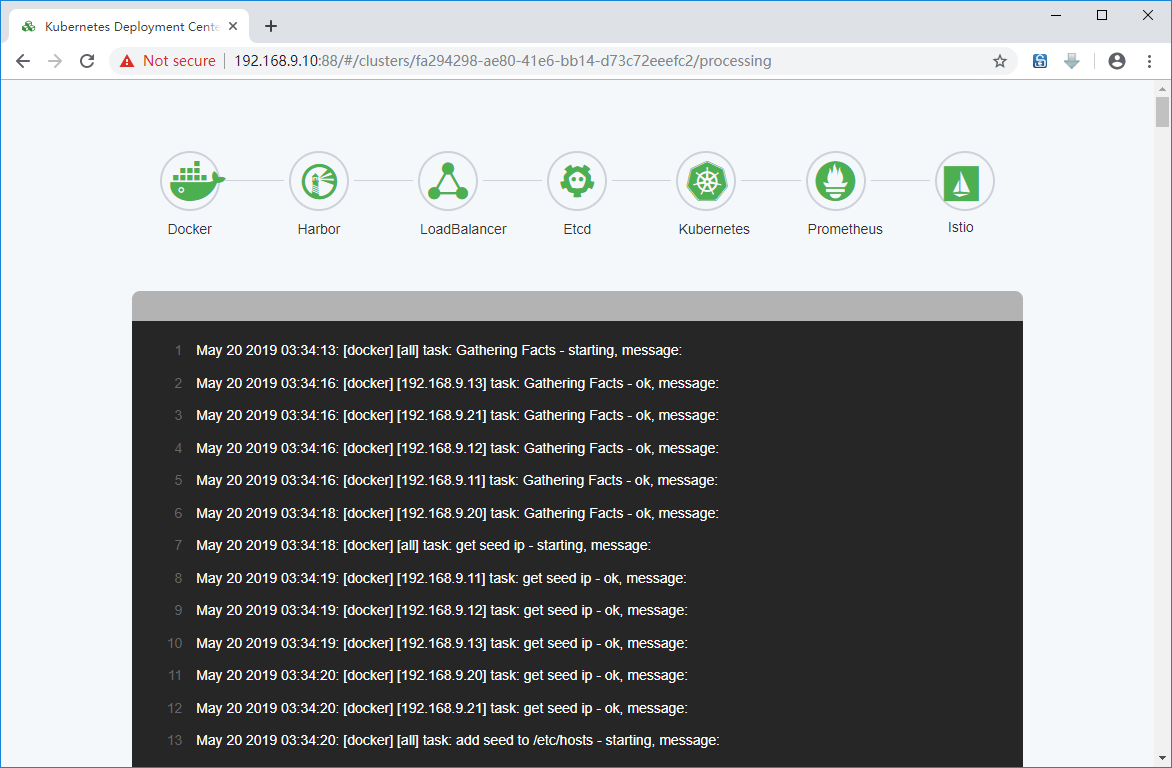 Kubernetes Deployment Cente
Not secure | 192.168.9.10:88/#/clusters/fa294298-ae80-41e6-bb14-d73c72eeefc2/processing
Docker Harbor LoadBalancer Etcd Kubernetes Prometheus Istio
1 May 20 2019 03:34:13: [docker] [all] task: Gathering Facts - starting, message:
2 May 20 2019 03:34:16: [docker] [192.168.9.13] task: Gathering Facts - ok, message:
3 May 20 2019 03:34:16: [docker] [192.168.9.21] task: Gathering Facts - ok, message:
4 May 20 2019 03:34:16: [docker] [192.168.9.12] task: Gathering Facts - ok, message:
5 May 20 2019 03:34:16: [docker] [192.168.9.11] task: Gathering Facts - ok, message:
6 May 20 2019 03:34:18: [docker] [192.168.9.20] task: Gathering Facts - ok, message:
7 May 20 2019 03:34:18: [docker] [all] task: get seed ip - starting, message:
8 May 20 2019 03:34:19: [docker] [192.168.9.11] task: get seed ip - ok, message:
9 May 20 2019 03:34:19: [docker] [192.168.9.12] task: get seed ip - ok, message:
10 May 20 2019 03:34:19: [docker] [192.168.9.13] task: get seed ip - ok, message:
11 May 20 2019 03:34:20: [docker] [192.168.9.20] task: get seed ip - ok, message:
12 May 20 2019 03:34:20: [docker] [192.168.9.21] task: get seed ip - ok, message:
13 May 20 2019 03:34:20: [docker] [all] task: add seed to /etc/hosts - starting, message: